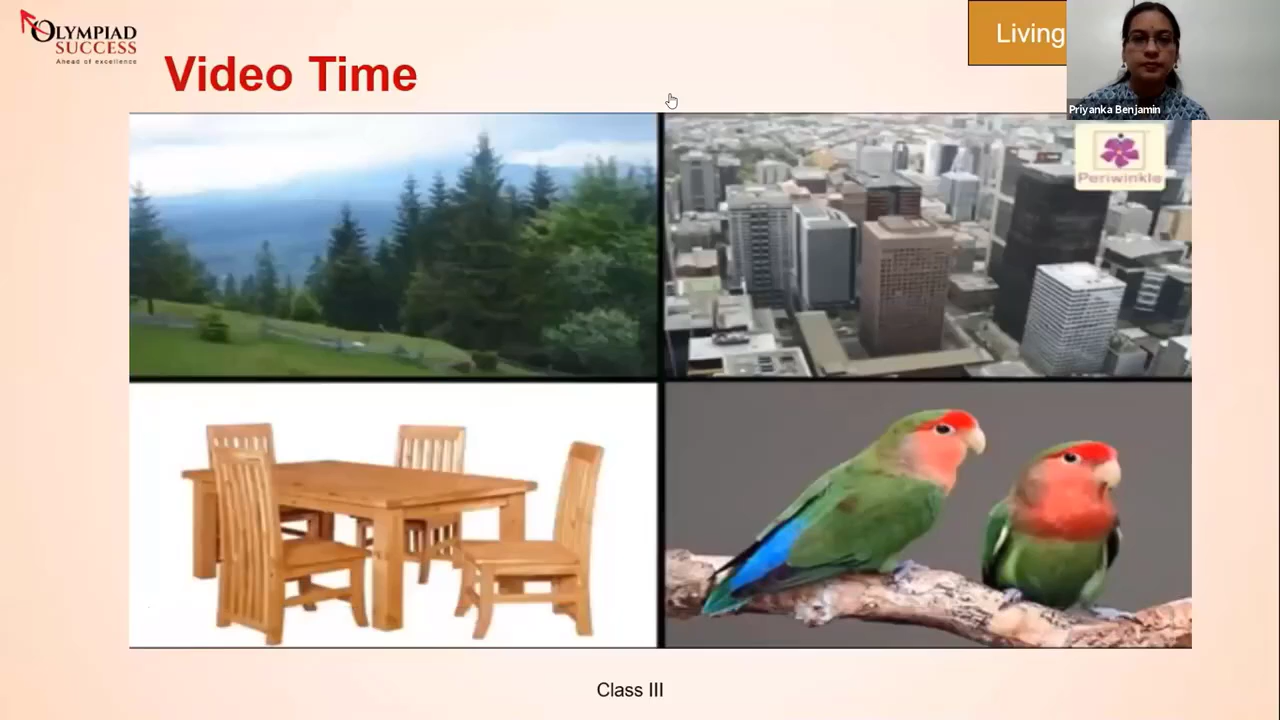 OLYMPIAD
SUCCESS
Ahead of excellence
Video Time
Living
Priyanka Benjamin
Periwinkle
Class III